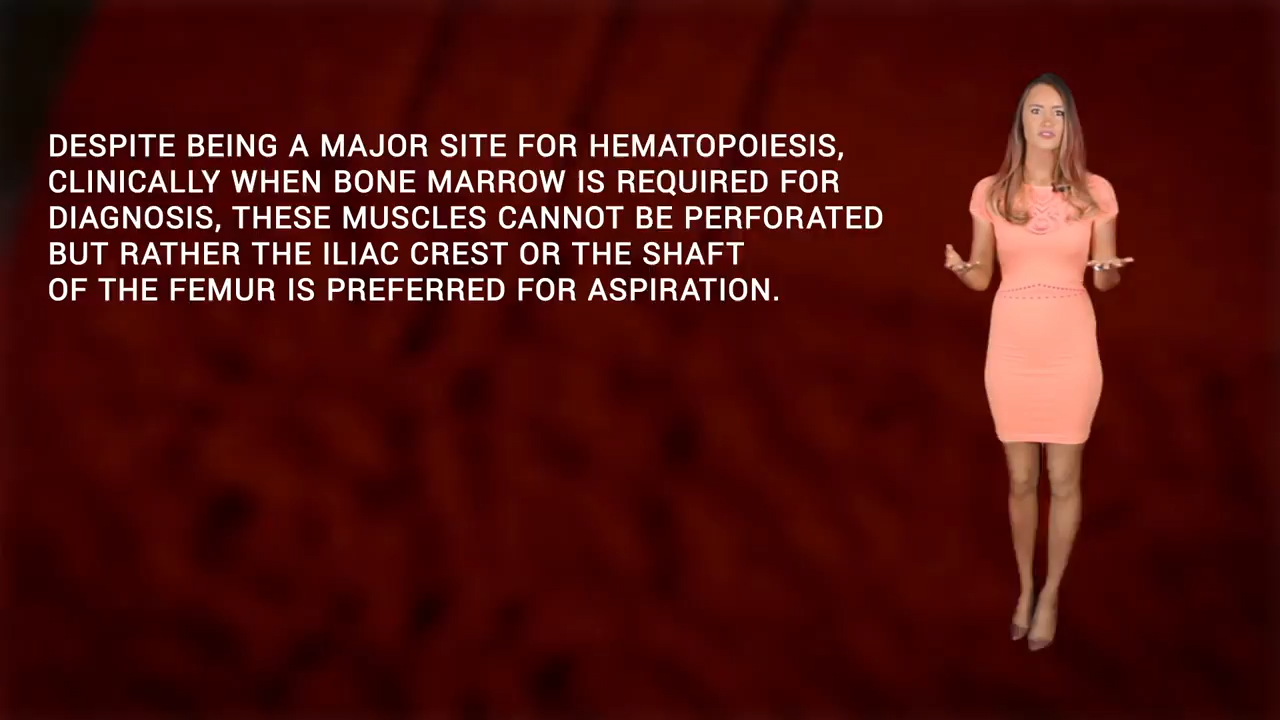 DESPITE BEING A MAJOR SITE FOR HEMATOPOIESIS,
CLINICALLY WHEN BONE MARROW IS REQUIRED FOR
DIAGNOSIS, THESE MUSCLES CANNOT BE PERFORATED
BUT RATHER THE ILIAC CREST OR THE SHAFT
OF THE FEMUR IS PREFERRED FOR ASPIRATION.